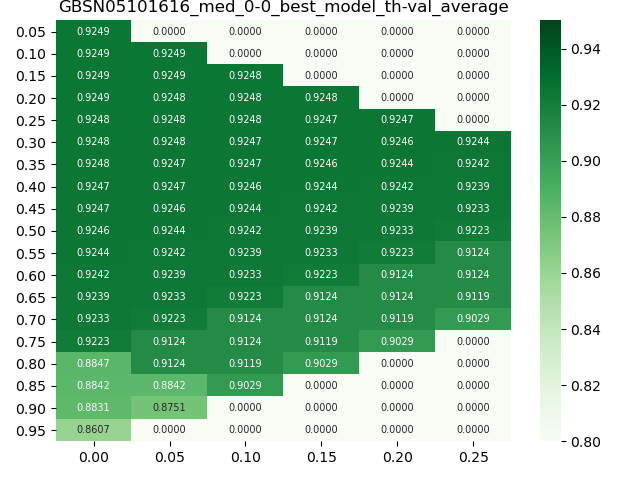 GBSN05101616_med_0-0_best_model_th-val_average
0.05 0.9249 0.0000 0.0000 0.0000 0.0000 0.0000
0.10 0.9249 0.9249 0.0000 0.0000 0.0000 0.0000
0.15 0.9249 0.9249 0.9248 0.0000 0.0000 0.0000
0.20 0.9249 0.9248 0.9248 0.9248 0.0000 0.0000
0.25 0.9248 0.9248 0.9248 0.9247 0.9247 0.0000
0.30 0.9248 0.9248 0.9247 0.9247 0.9246 0.9244
0.35 0.9248 0.9247 0.9247 0.9246 0.9244 0.9242
0.40 0.9247 0.9247 0.9246 0.9244 0.9242 0.9239
0.45 0.9247 0.9246 0.9244 0.9242 0.9239 0.9233
0.50 0.9246 0.9244 0.9242 0.9239 0.9233 0.9223
0.55 0.9244 0.9242 0.9239 0.9233 0.9223 0.9124
0.60 0.9242 0.9239 0.9233 0.9223 0.9124 0.9124
0.65 0.9239 0.9233 0.9223 0.9124 0.9124 0.9119
0.70 0.9233 0.9223 0.9124 0.9124 0.9119 0.9029
0.75 0.9223 0.9124 0.9124 0.9119 0.9029 0.0000
0.80 0.8847 0.9124 0.9119 0.9029 0.0000 0.0000
0.85 0.8842 0.8842 0.9029 0.0000 0.0000 0.0000
0.90 0.8831 0.8751 0.0000 0.0000 0.0000 0.0000
0.95 0.8607 0.0000 0.0000 0.0000 0.0000 0.0000
0.00 0.05 0.10 0.15 0.20 0.25
0.94
0.92
0.90
0.88
0.86
0.84
0.82
0.80